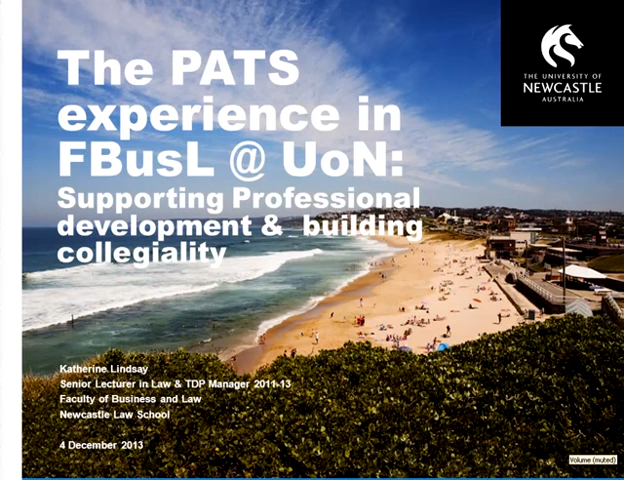 The PATS
experience in
FBusL @ UoN:
Supporting Professional
development & building
collegiality
THE UNIVERSITY OF
NEWCASTLE
AUSTRALIA
Katherine Lindsay
Senior Lecturer in Law & TDP Manager 2011-13
Faculty of Business and Law
Newcastle Law School
4 December 2013
Volume (muted)